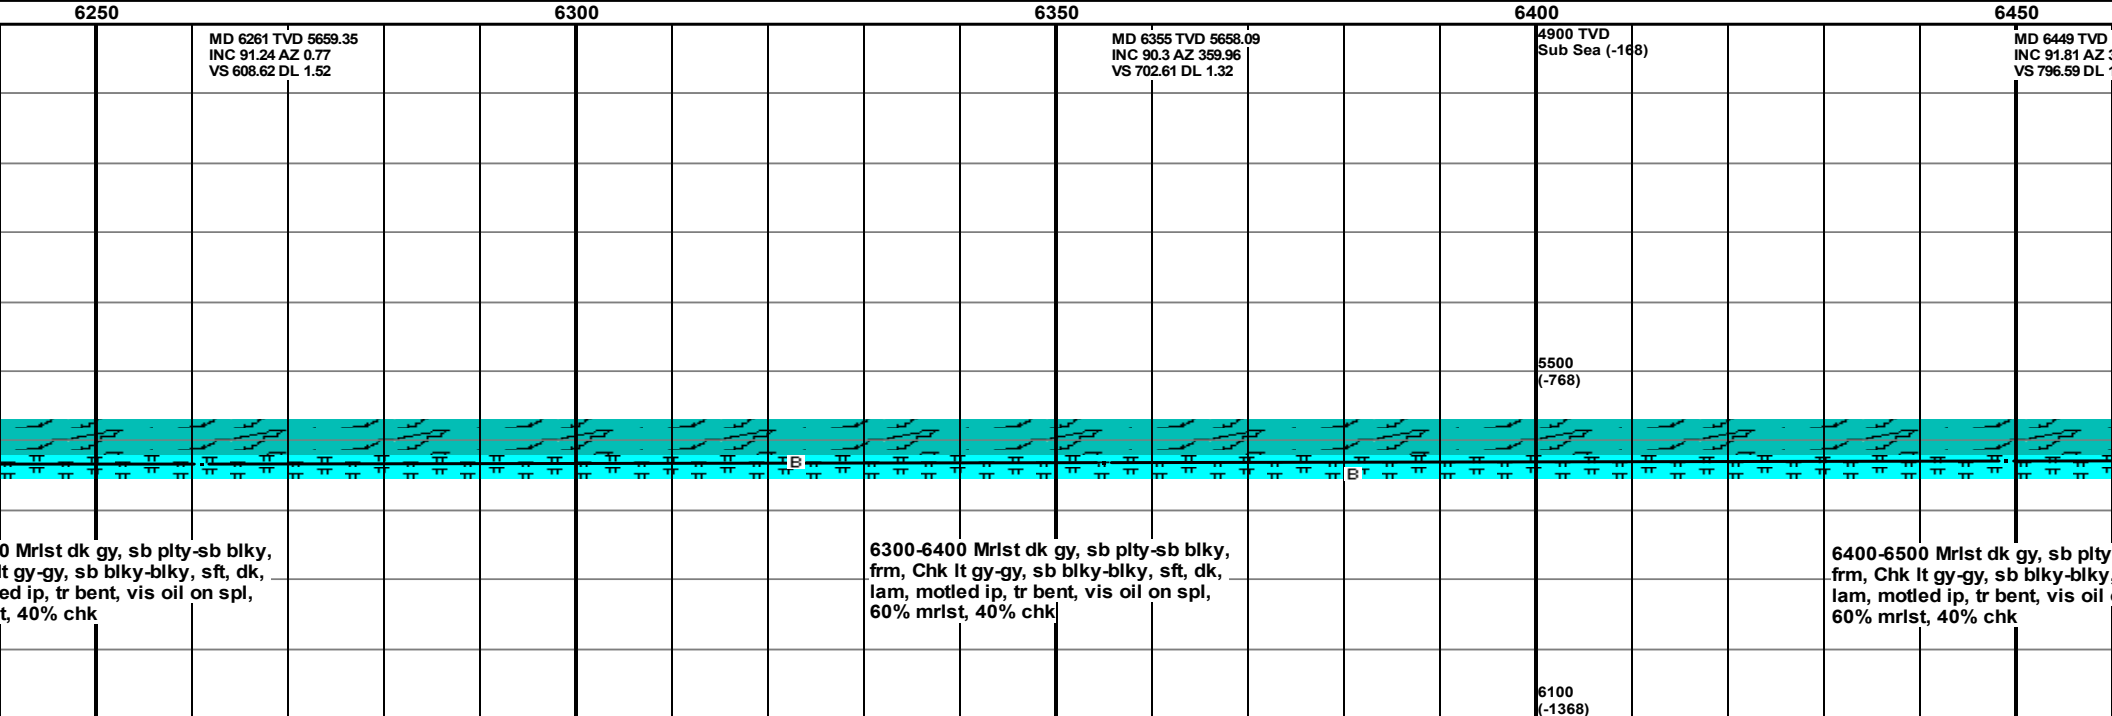 6250 6300 6350 6400 6450
MD 6261 TVD 5659.35
INC 91.24 AZ 0.77
VS 608.62 DL 1.52
MD 6355 TVD 5658.09
INC 90.3 AZ 359.96
VS 702.61 DL 1.32
4900 TVD
Sub Sea (-168)
MD 6449 TVD
INC 91.81 AZ
VS 796.59 DL
5500
(-768)
B
B
0 Mrlst dk gy, sb plty-sb blky,
lt gy-gy, sb blky-blky, sft, dk,
ed ip, tr bent, vis oil on spl,
t, 40% chk
6300-6400 Mrlst dk gy, sb plty-sb blky,
frm, Chk lt gy-gy, sb blky-blky, sft, dk,
lam, motled ip, tr bent, vis oil on spl,
60% mrlst, 40% chk
6400-6500 Mrlst dk gy, sb plty
frm, Chk lt gy-gy, sb blky-blky,
lam, motled ip, tr bent, vis oil
60% mrlst, 40% chk
6100
(-1368)